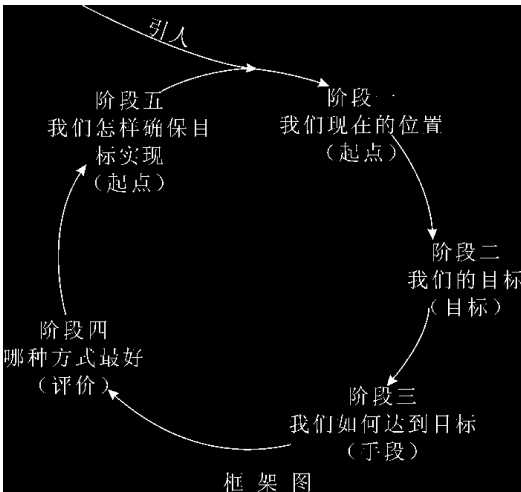 引人
阶段一
我们现在的位置
（起点）
阶段二
我们的目标
（目标）
阶段三
我们如何达到目标
（手段）
阶段四
哪种方式最好
（评价）
阶段五
我们怎样确保目
标实现
（起点）
框架图